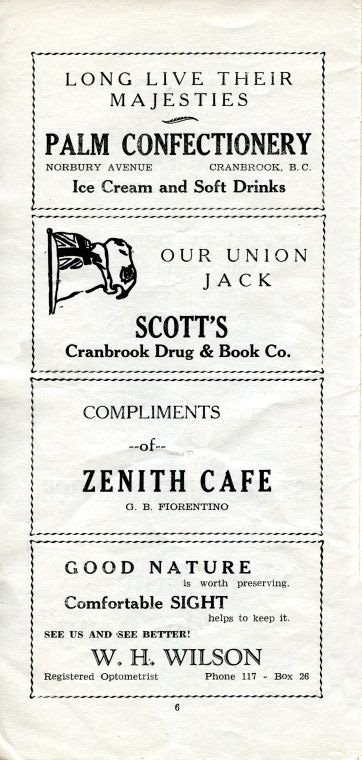 LONG LIVE THEIR
MAJESTIES
PALM CONFECTIONERY
NORBURY AVENUE CRANBROOK, B. C.
Ice Cream and Soft Drinks
OUR UNION
JACK
SCOTT'S
Cranbrook Drug & Book Co.
COMPLIMENTS
--of--
ZENITH CAFE
G. B. FIORENTINO
GOOD NATURE
is worth preserving.
Comfortable SIGHT
helps to keep it.
SEE US AND SEE BETTER!
W. H. WILSON
Registered Optometrist Phone 117 - Box 26
6